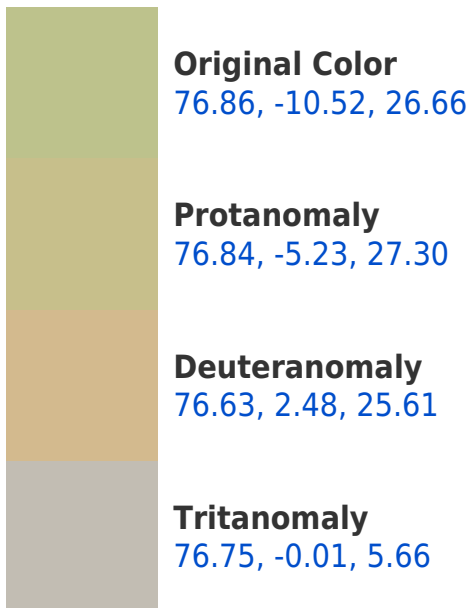 Original Color
76.86, -10.52, 26.66
Protanomaly
76.84, -5.23, 27.30
Deuteranomaly
76.63, 2.48, 25.61
Tritanomaly
76.75, -0.01, 5.66